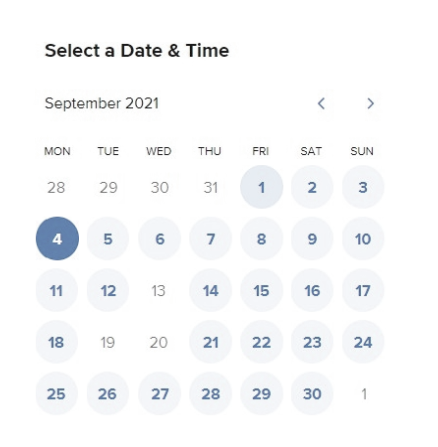 Select a Date & Time
September 2021
MON TUE WED THU FRI SAT SUN
28 29 30 31 1 2 3
4 5 6 7 8 9 10
11 12 13 14 15 16 17
18 19 20 21 22 23 24
25 26 27 28 29 30 1